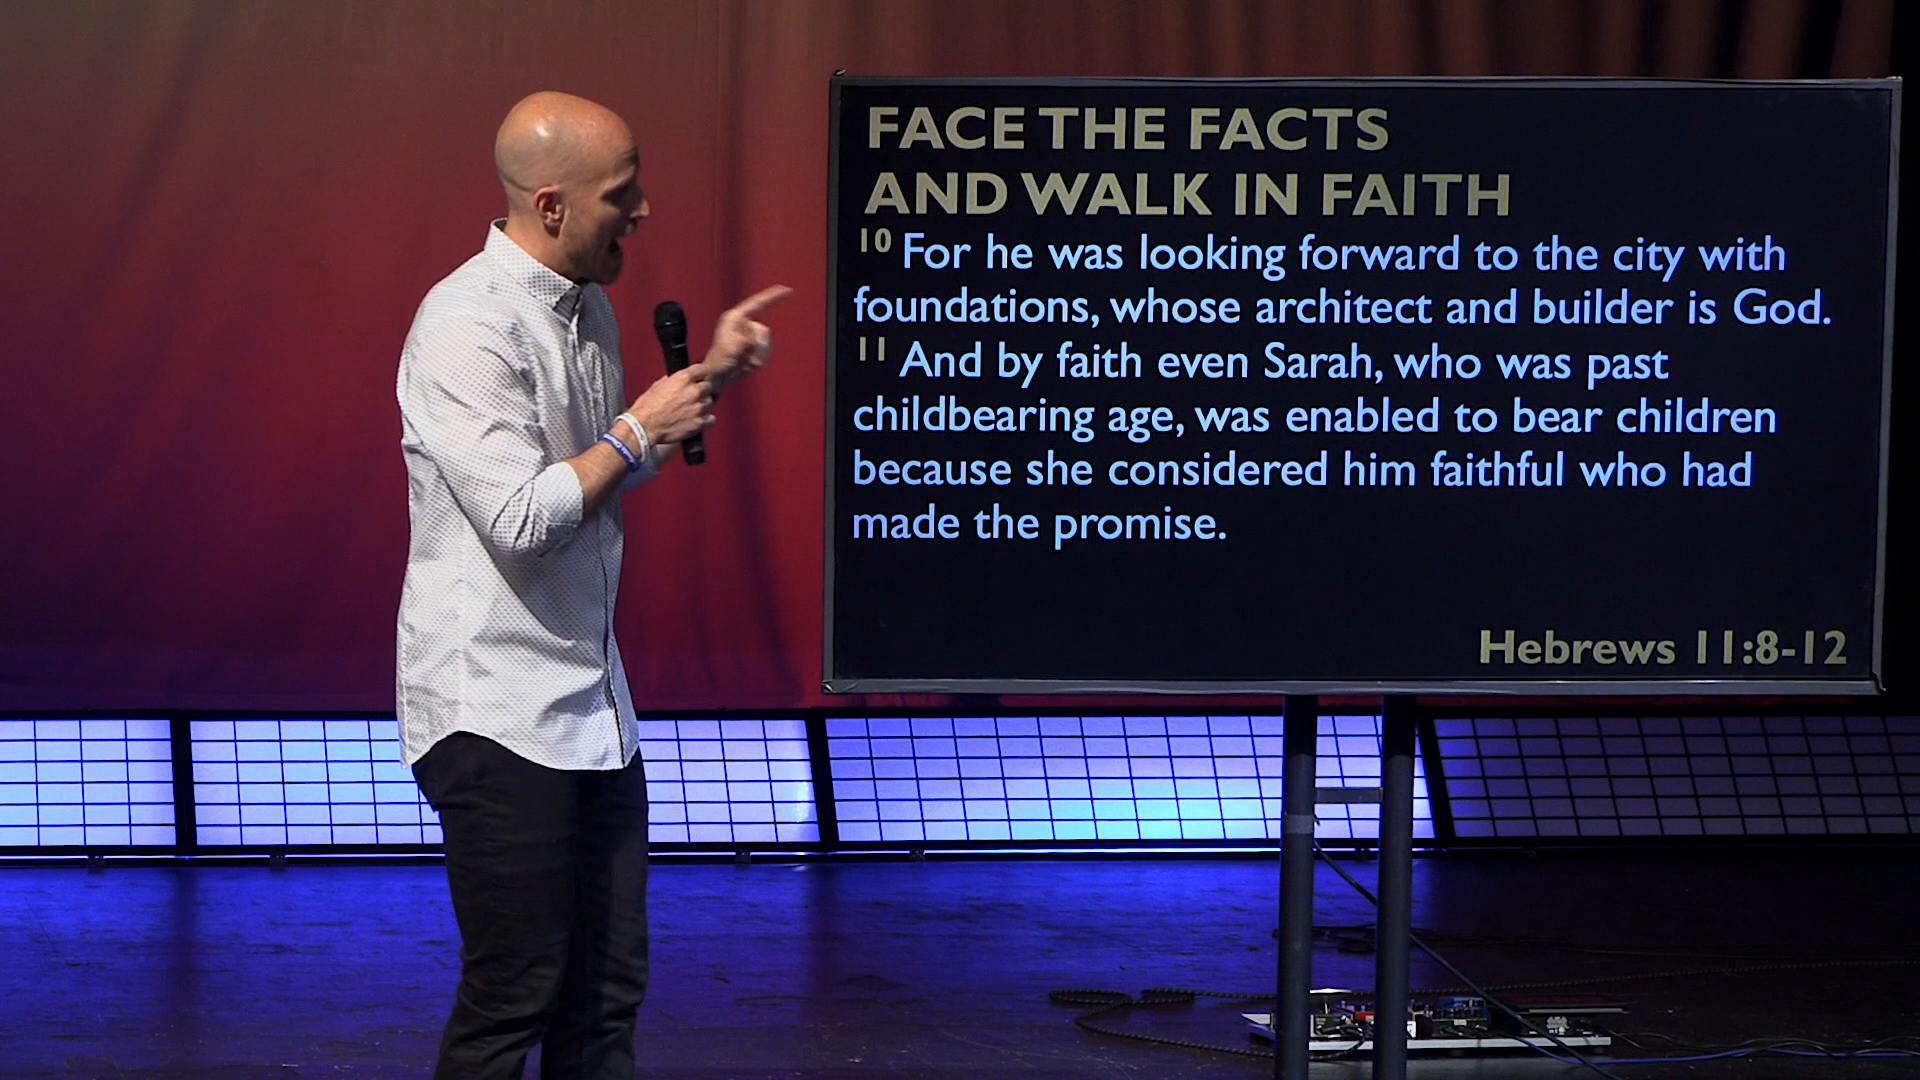 FACE THE FACTS
AND WALK IN FAITH
10 For he was looking forward to the city with
foundations, whose architect and builder is God.
11 And by faith even Sarah, who was past
childbearing age, was enabled to bear children
because she considered him faithful who had
made the promise.
Hebrews 11:8-12